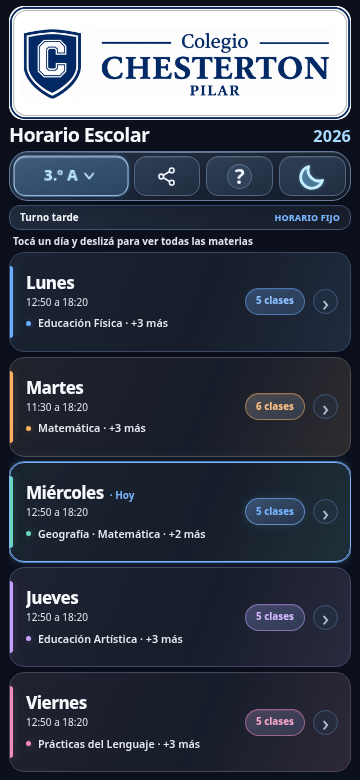 C
Colegio
CHESTERTON
PILAR
Horario Escolar
2026
3.° A
?
Turno tarde
HORARIO FIJO
Tocá un día y deslizá para ver todas las materias
Lunes
12:50 a 18:20
Educación Física · +3 más
5 clases
Martes
11:30 a 18:20
Matemática · +3 más
6 clases
Miércoles · Hoy
12:50 a 18:20
Geografía · Matemática · +2 más
5 clases
Jueves
12:50 a 18:20
Educación Artística · +3 más
5 clases
Viernes
12:50 a 18:20
Prácticas del Lenguaje · +3 más
5 clases